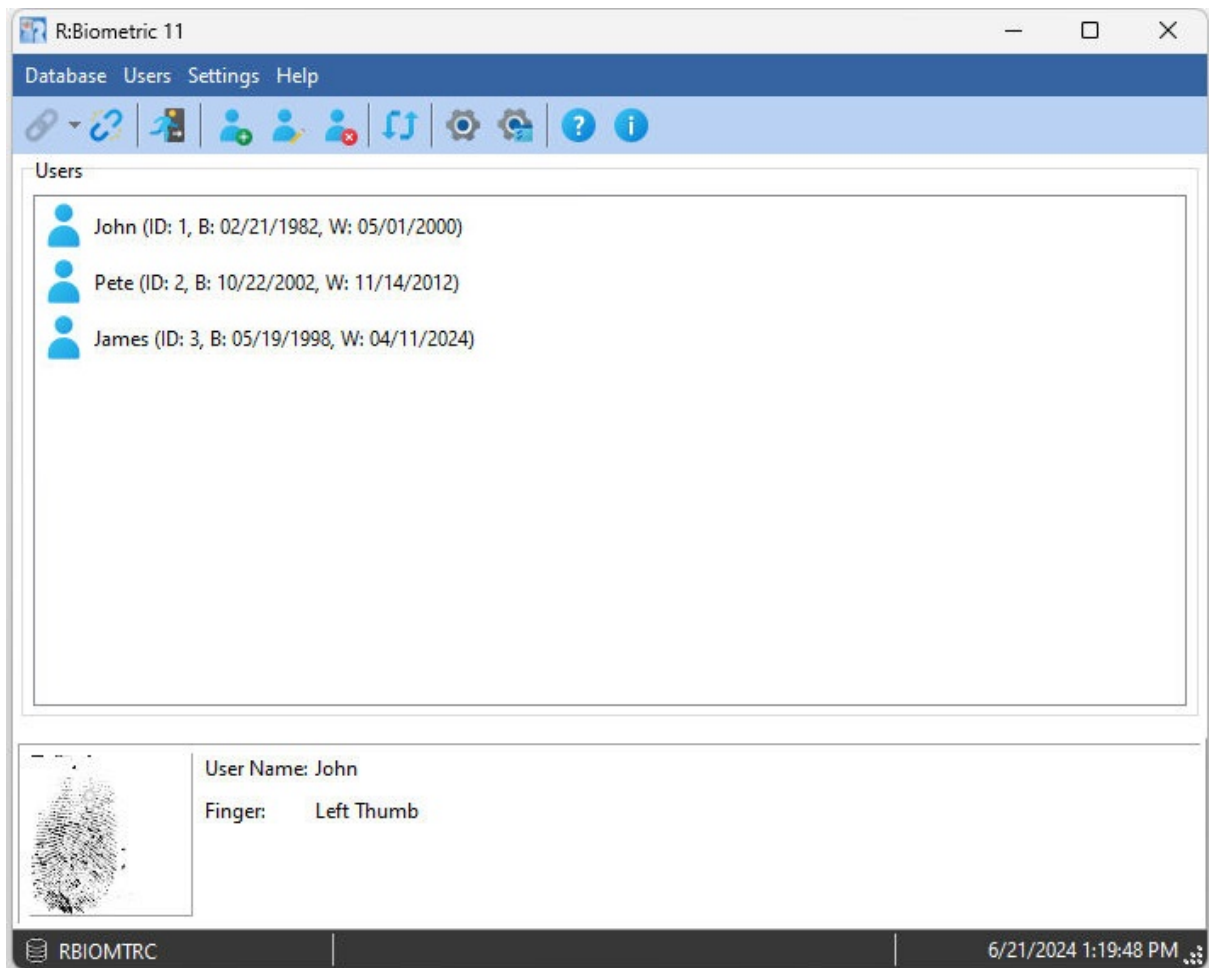 R:Biometric 11
Database Users Settings Help
Users
John (ID: 1, B: 02/21/1982, W: 05/01/2000)
Pete (ID: 2, B: 10/22/2002, W: 11/14/2012)
James (ID: 3, B: 05/19/1998, W: 04/11/2024)
User Name: John
Finger: Left Thumb
RBIOMTRC 6/21/2024 1:19:48 PM